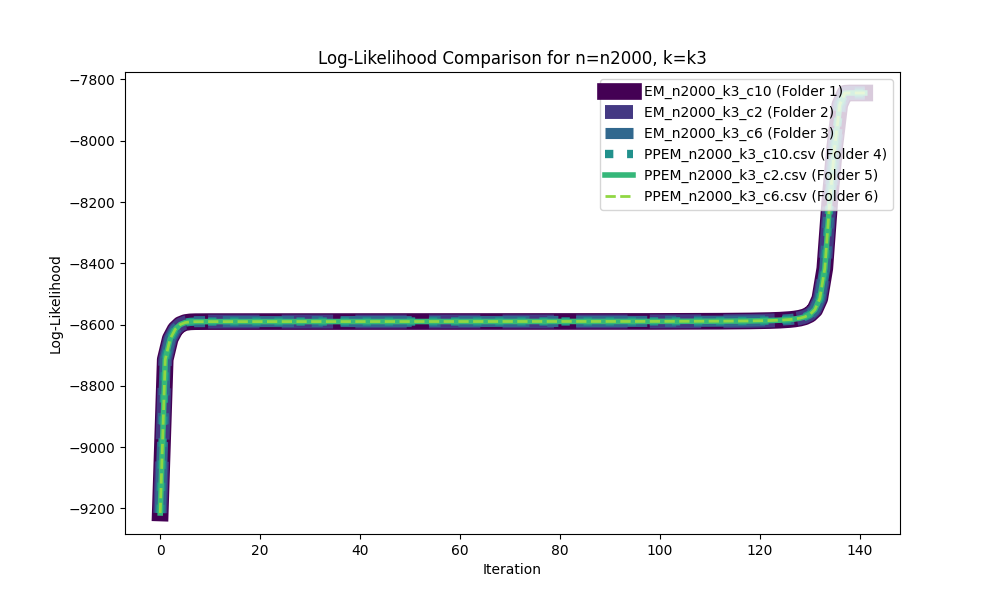 Log-Likelihood Comparison for n=n2000, k=k3
EM_n2000_k3_c10 (Folder 1)
EM_n2000_k3_c2 (Folder 2)
EM_n2000_k3_c6 (Folder 3)
PPEM_n2000_k3_c10.csv (Folder 4)
PPEM_n2000_k3_c2.csv (Folder 5)
PPEM_n2000_k3_c6.csv (Folder 6)
Log-Likelihood
−7800
−8000
−8200
−8400
−8600
−8800
−9000
−9200
0 20 40 60 80 100 120 140
Iteration